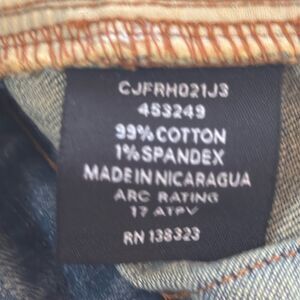 CJFRH021J3
453249
99% COTTON
1% SPANDEX
MADE IN NICARAGUA
ARC RATING
17 ATPV
RN 138323